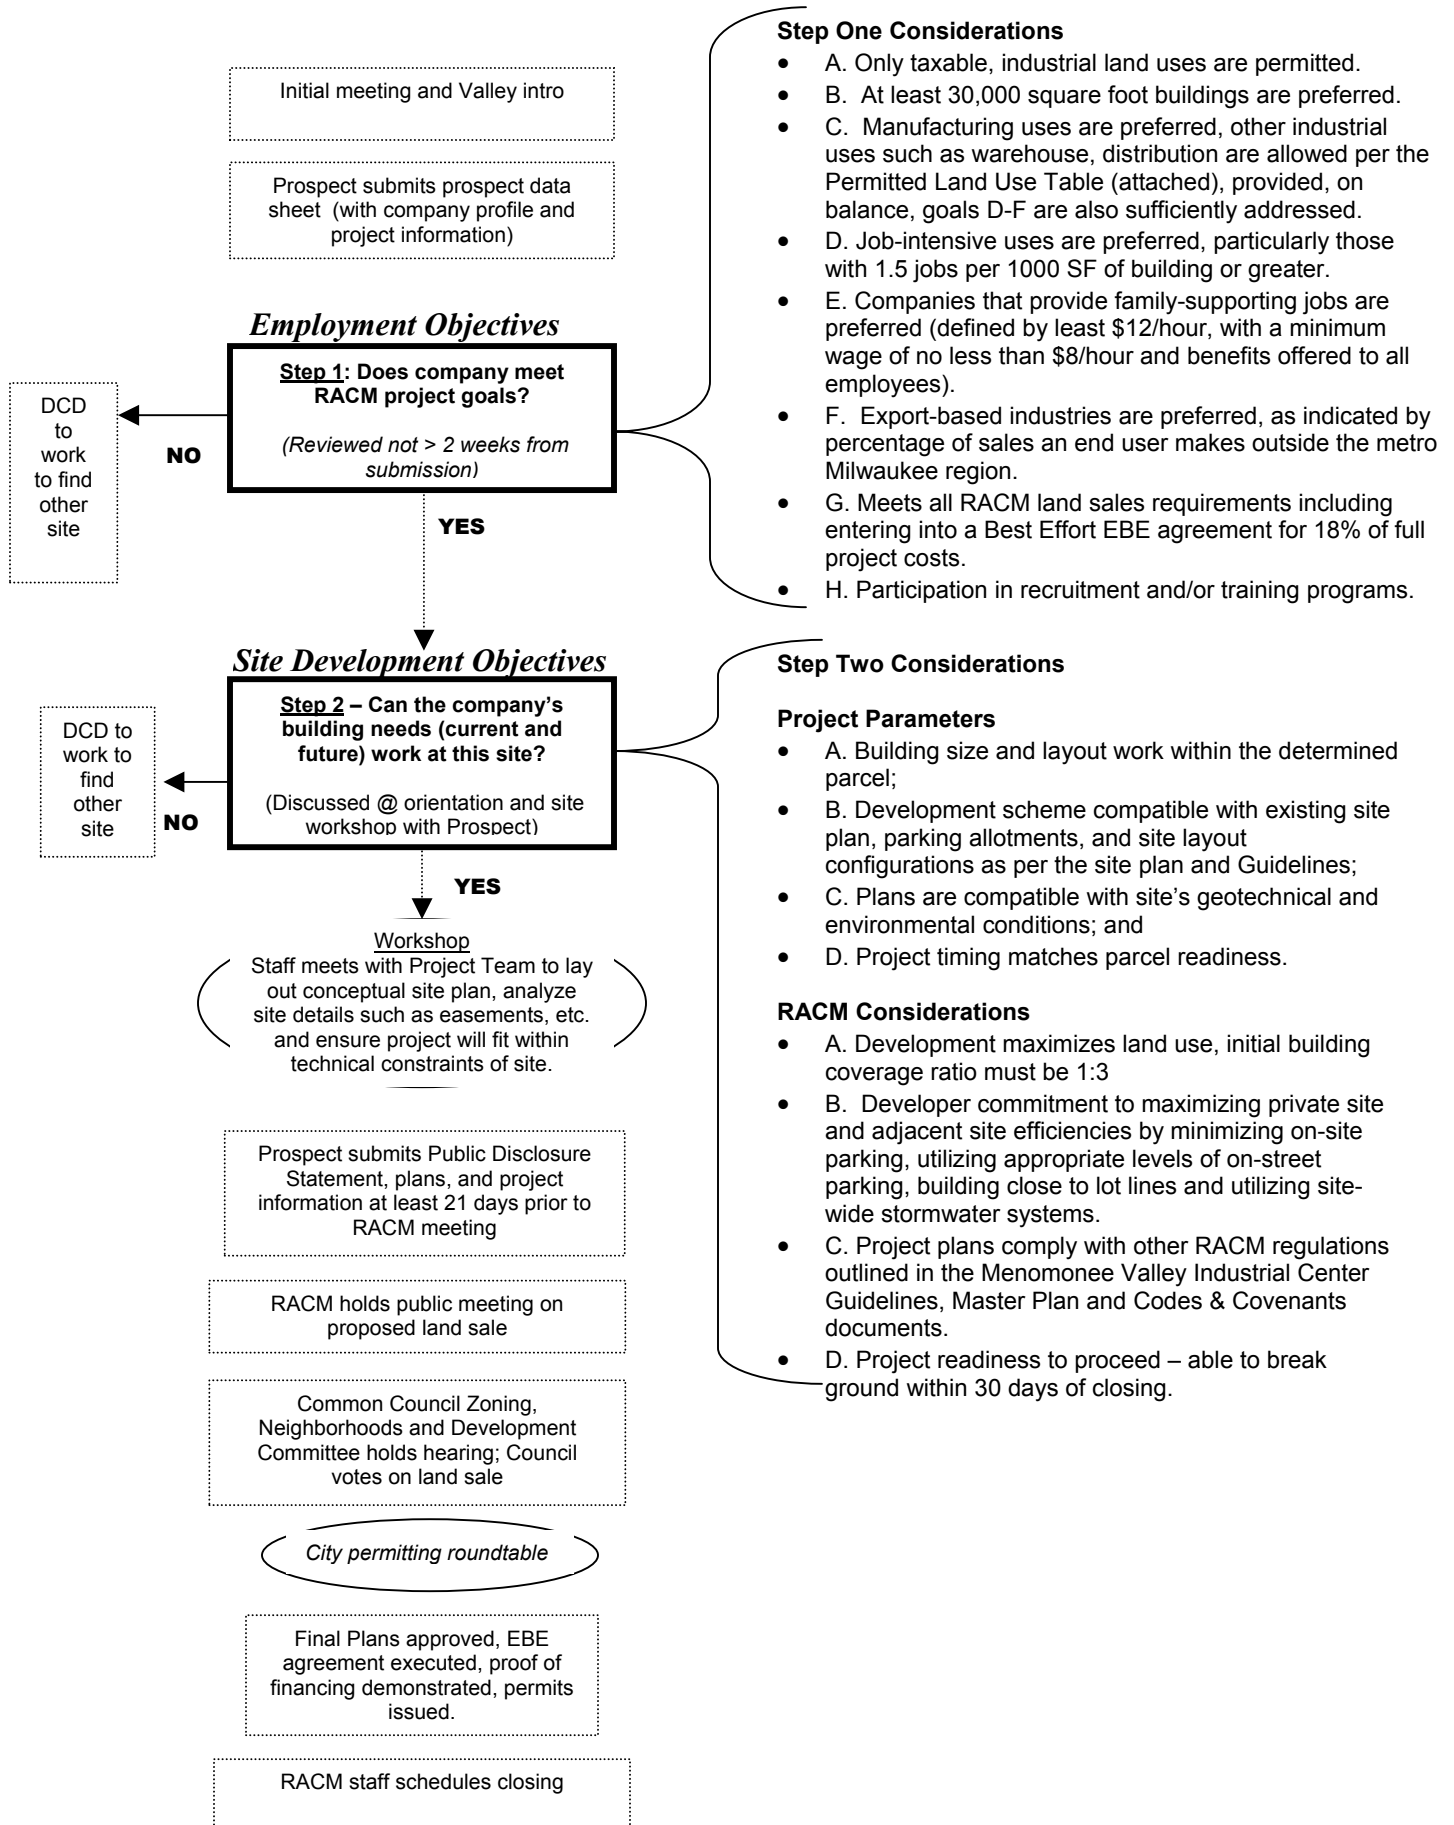 Initial meeting and Valley intro
Prospect submits prospect data
sheet  (with company profile and
project information)
Employment Objectives
Step 1: Does company meet
RACM project goals?
(Reviewed not > 2 weeks from
submission)
DCD
to
work
to find
other
site
NO
YES
Site Development Objectives
Step 2 – Can the company’s
building needs (current and
future) work at this site?
(Discussed @ orientation and site
workshop with Prospect)
DCD to
work to
find
other
site
NO
YES
Workshop
Staff meets with Project Team to lay
out conceptual site plan, analyze
site details such as easements, etc.
and ensure project will fit within
technical constraints of site.
Prospect submits Public Disclosure
Statement, plans, and project
information at least 21 days prior to
RACM meeting
RACM holds public meeting on
proposed land sale
Common Council Zoning,
Neighborhoods and Development
Committee holds hearing; Council
votes on land sale
City permitting roundtable
Final Plans approved, EBE
agreement executed, proof of
financing demonstrated, permits
issued.
RACM staff schedules closing
Step One Considerations
• A. Only taxable, industrial land uses are permitted.
• B.  At least 30,000 square foot buildings are preferred.
• C.  Manufacturing uses are preferred, other industrial
uses such as warehouse, distribution are allowed per the
Permitted Land Use Table (attached), provided, on
balance, goals D-F are also sufficiently addressed.
• D. Job-intensive uses are preferred, particularly those
with 1.5 jobs per 1000 SF of building or greater.
• E. Companies that provide family-supporting jobs are
preferred (defined by least $12/hour, with a minimum
wage of no less than $8/hour and benefits offered to all
employees).
• F.  Export-based industries are preferred, as indicated by
percentage of sales an end user makes outside the metro
Milwaukee region.
• G. Meets all RACM land sales requirements including
entering into a Best Effort EBE agreement for 18% of full
project costs.
• H. Participation in recruitment and/or training programs.
Step Two Considerations
Project Parameters
• A. Building size and layout work within the determined
parcel;
• B. Development scheme compatible with existing site
plan, parking allotments, and site layout
configurations as per the site plan and Guidelines;
• C. Plans are compatible with site’s geotechnical and
environmental conditions; and
• D. Project timing matches parcel readiness.
RACM Considerations
• A. Development maximizes land use, initial building
coverage ratio must be 1:3
• B.  Developer commitment to maximizing private site
and adjacent site efficiencies by minimizing on-site
parking, utilizing appropriate levels of on-street
parking, building close to lot lines and utilizing site-
wide stormwater systems.
• C. Project plans comply with other RACM regulations
outlined in the Menomonee Valley Industrial Center
Guidelines, Master Plan and Codes & Covenants
documents.
• D. Project readiness to proceed – able to break
ground within 30 days of closing.